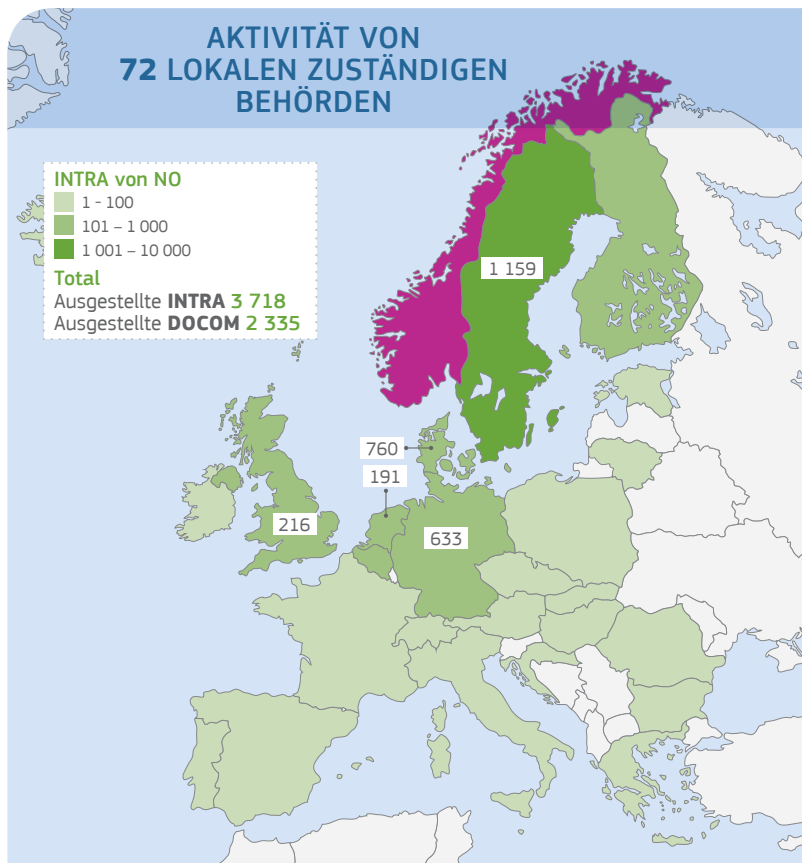 AKTIVITÄT VON
72 LOKALEN ZUSTÄNDIGEN
BEHÖRDEN
INTRA von NO
1 - 100
101 – 1 000
1 001 – 10 000
Total
Ausgestellte INTRA 3 718
Ausgestellte DOCOM 2 335
1 159
760
191
216
633